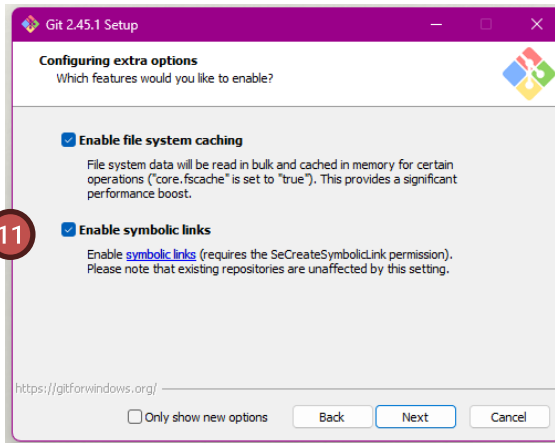 Git 2.45.1 Setup
Configuring extra options
Which features would you like to enable?
Enable file system caching
File system data will be read in bulk and cached in memory for certain
operations ("core.fscache" is set to "true"). This provides a significant
performance boost.
11
Enable symbolic links
Enable symbolic links (requires the SeCreateSymbolicLink permission).
Please note that existing repositories are unaffected by this setting.
https://gitforwindows.org/
Only show new options Back Next Cancel